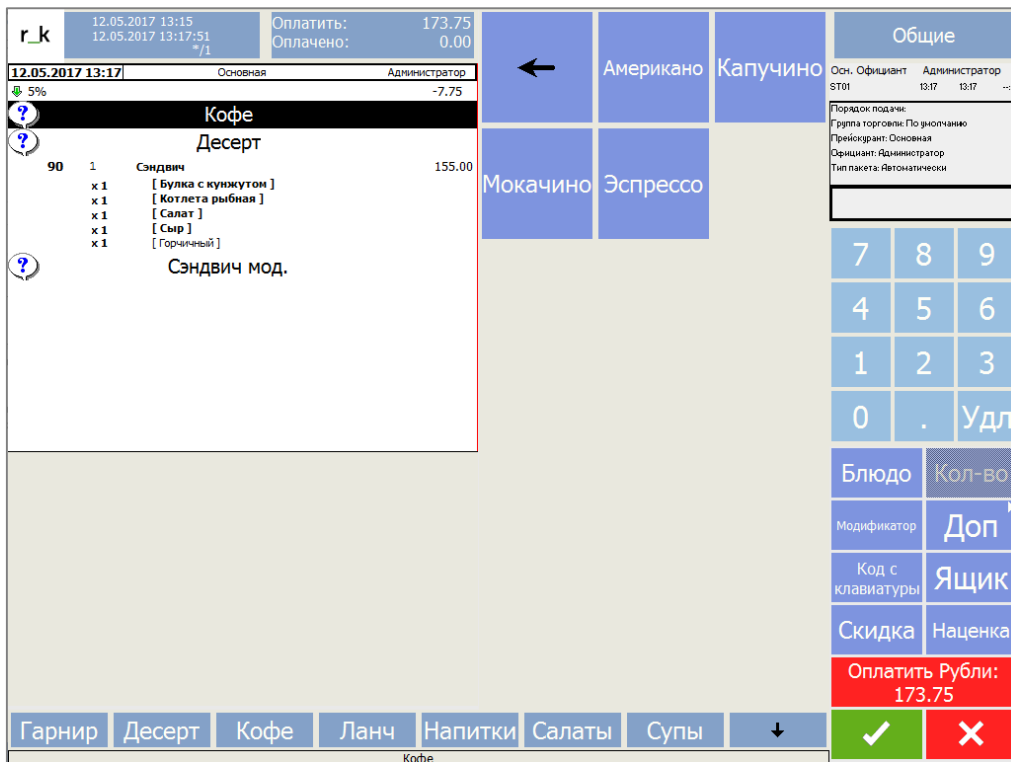 r_k
12.05.2017 13:15
12.05.2017 13:17:51
*/1
Оплатить: 173.75
Оплачено: 0.00
12.05.2017 13:17 Основная Администратор
5% -7.75
? Кофе
? Десерт
90 1 Сэндвич 155.00
x 1 [ Булка с кунжутом ]
x 1 [ Котлета рыбная ]
x 1 [ Салат ]
x 1 [ Сыр ]
x 1 [ Горчичный ]
? Сэндвич мод.
Американо Капучино
Мокачино Эспрессо
Общие
Осн. Официант Администратор
ST01 13:17 13:17 --:
Порядок подачи:
Группа торговли: По умолчанию
Прейскурант: Основная
Официант: Администратор
Тип пакета: Автоматически
7 8 9
4 5 6
1 2 3
0 . Удл
Блюдо Кол-во
Модификатор Доп
Код с
клавиатуры
Ящик
Скидка Наценка
Оплатить Рубли:
173.75
Гарнир Десерт Кофе Ланч Напитки Салаты Супы
Кофе